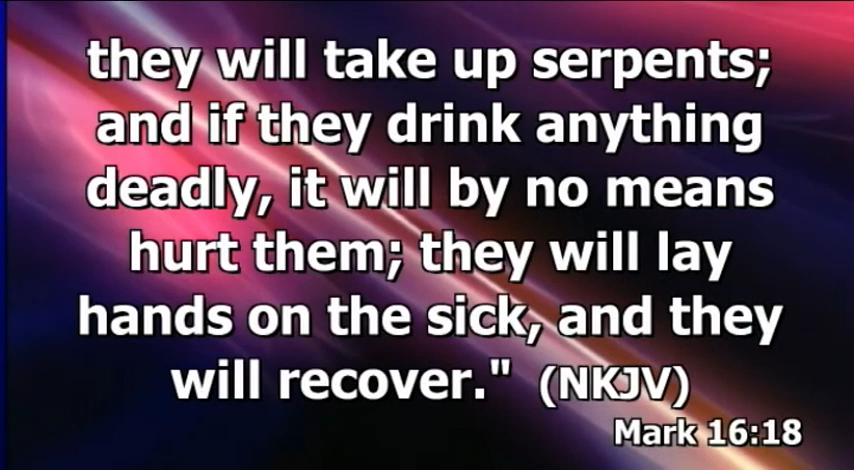 they will take up serpents;
and if they drink anything
deadly, it will by no means
hurt them; they will lay
hands on the sick, and they
will recover." (NKJV)
Mark 16:18